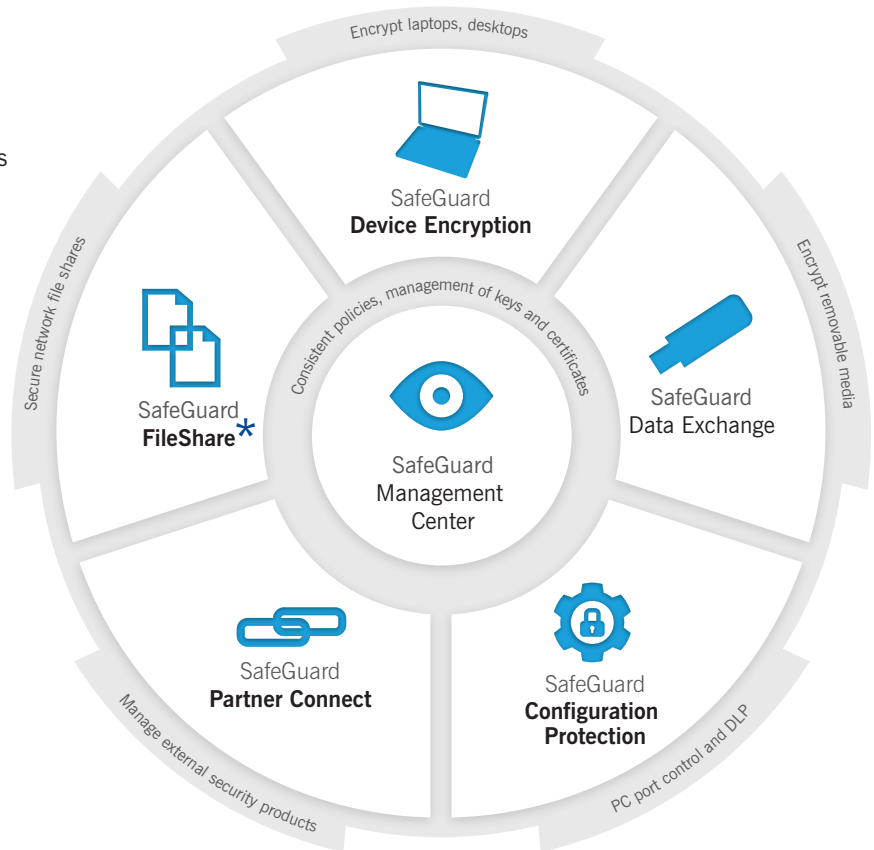 Encrypt laptops, desktops
s
SafeGuard
Device Encryption
Secure network file shares
Encrypt removable media
Consistent policies, management of keys and certificates
SafeGuard
FileShare*
SafeGuard
Data Exchange
SafeGuard
Management
Center
SafeGuard
Partner Connect
SafeGuard
Configuration
Protection
Manage external security products
PC port control and DLP